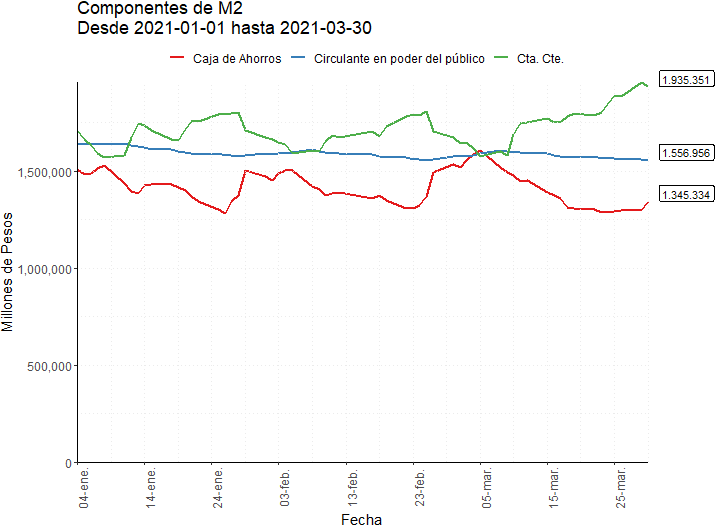 Componentes de M2
Desde 2021-01-01 hasta 2021-03-30
Caja de Ahorros Circulante en poder del público Cta. Cte.
1.935.351
1.556.956
1.345.334
1,500,000
1,000,000
500,000
0
Millones de Pesos
04-ene.
14-ene.
24-ene.
03-feb.
13-feb.
23-feb.
05-mar.
15-mar.
25-mar.
Fecha